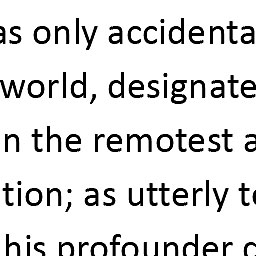 as only accidenta
world, designate
n the remotest a
tion; as utterly t
his profounder